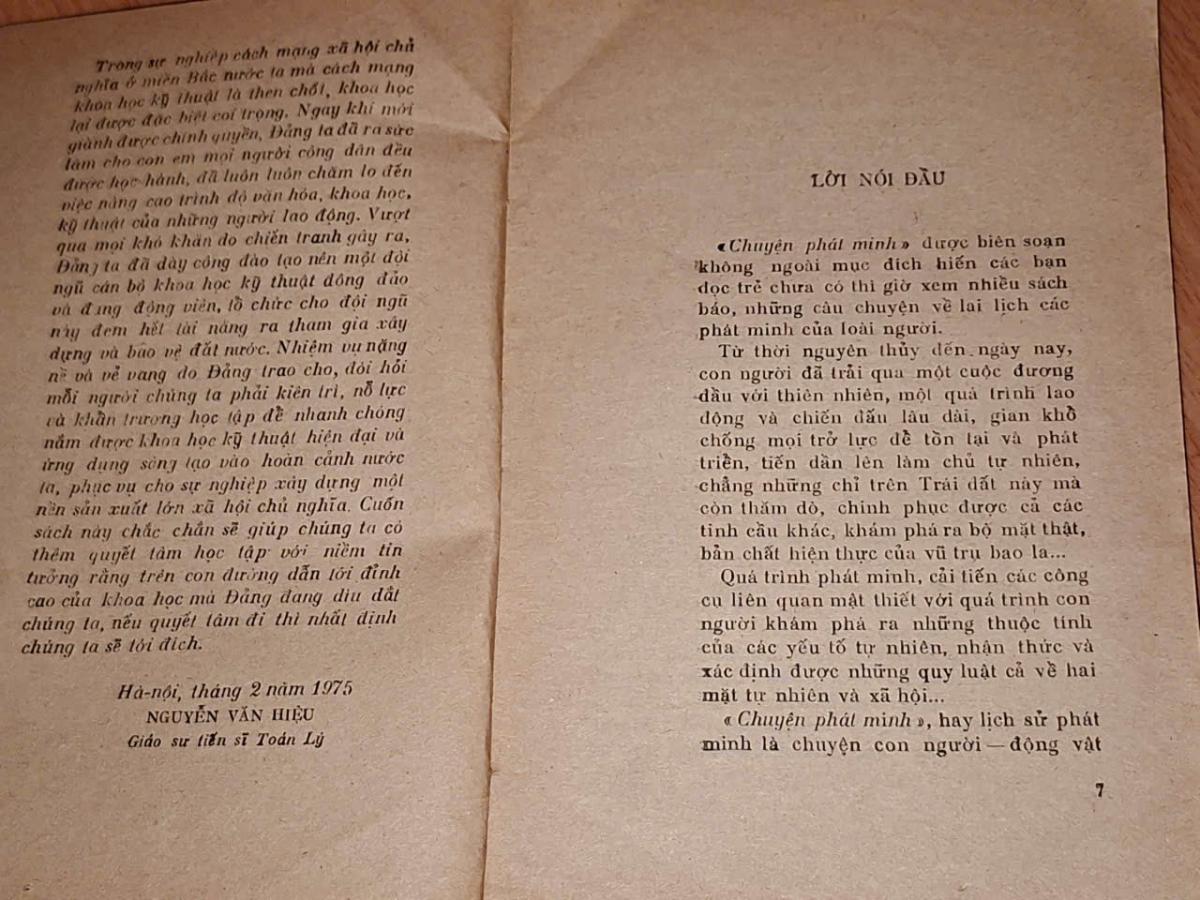 Trong sự nghiệp cách mạng xã hội chủ
nghĩa ở miền Bắc nước ta mà cách mạng
khoa học kỹ thuật là then chốt, khoa học
lại được đặc biệt coi trọng. Ngay khi mới
giành được chính quyền, Đảng ta đã ra sức
làm cho con em mọi người công dân đều
được học hành, đã luôn luôn chăm lo đến
việc nâng cao trình độ văn hóa, khoa học,
kỹ thuật của những người lao động. Vượt
qua mọi khó khăn do chiến tranh gây ra,
Đảng ta đã dày công đào tạo nên một đội
ngũ cán bộ khoa học kỹ thuật đông đảo
và đang động viên, tổ chức cho đội ngũ
này đem hết tài năng ra tham gia xây
dựng và bảo vệ đất nước. Nhiệm vụ nặng
nề và vẻ vang do Đảng trao cho, đòi hỏi
mỗi người chúng ta phải kiên trì, nỗ lực
và khẩn trương học tập để nhanh chóng
nắm được khoa học kỹ thuật hiện đại và
ứng dụng sáng tạo vào hoàn cảnh nước
ta, phục vụ cho sự nghiệp xây dựng một
nền sản xuất lớn xã hội chủ nghĩa. Cuốn
sách này chắc chắn sẽ giúp chúng ta có
thêm quyết tâm học tập với niềm tin
tưởng rằng trên con đường dẫn tới đỉnh
cao của khoa học mà Đảng đang dìu dắt
chúng ta, nếu quyết tâm đi thì nhất định
chúng ta sẽ tới đích.
Hà-nội, tháng 2 năm 1975
NGUYỄN VĂN HIỆU
Giáo sư tiến sĩ Toán Lý
LỜI NÓI ĐẦU
«Chuyện phát minh» được biên soạn
không ngoài mục đích hiến các bạn
đọc trẻ chưa có thì giờ xem nhiều sách
báo, những câu chuyện về lai lịch các
phát minh của loài người.
Từ thời nguyên thủy đến ngày nay,
con người đã trải qua một cuộc đương
đầu với thiên nhiên, một quá trình lao
động và chiến đấu lâu dài, gian khổ
chống mọi trở lực để tồn tại và phát
triển, tiến dần lên làm chủ tự nhiên,
chẳng những chỉ trên Trái đất này mà
còn thăm dò, chinh phục được cả các
tinh cầu khác, khám phá ra bộ mặt thật,
bản chất hiện thực của vũ trụ bao la...
Quá trình phát minh, cải tiến các công
cụ liên quan mật thiết với quá trình con
người khám phá ra những thuộc tính
của các yếu tố tự nhiên, nhận thức và
xác định được những quy luật cả về hai
mặt tự nhiên và xã hội...
«Chuyện phát minh», hay lịch sử phát
minh là chuyện con người — động vật
7